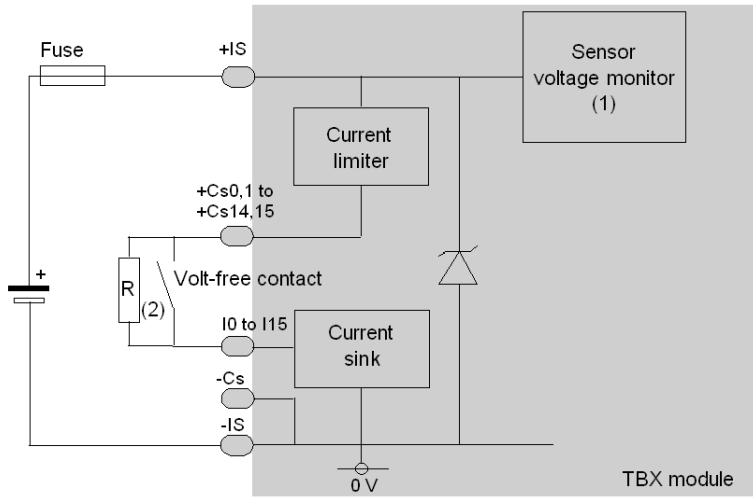 Fuse
+IS
Sensor
voltage monitor
(1)
Current
limiter
+Cs0,1 to
+Cs14,15
+
R
(2)
Volt-free contact
I0 to I15
Current
sink
-Cs
-IS
0 V
TBX module